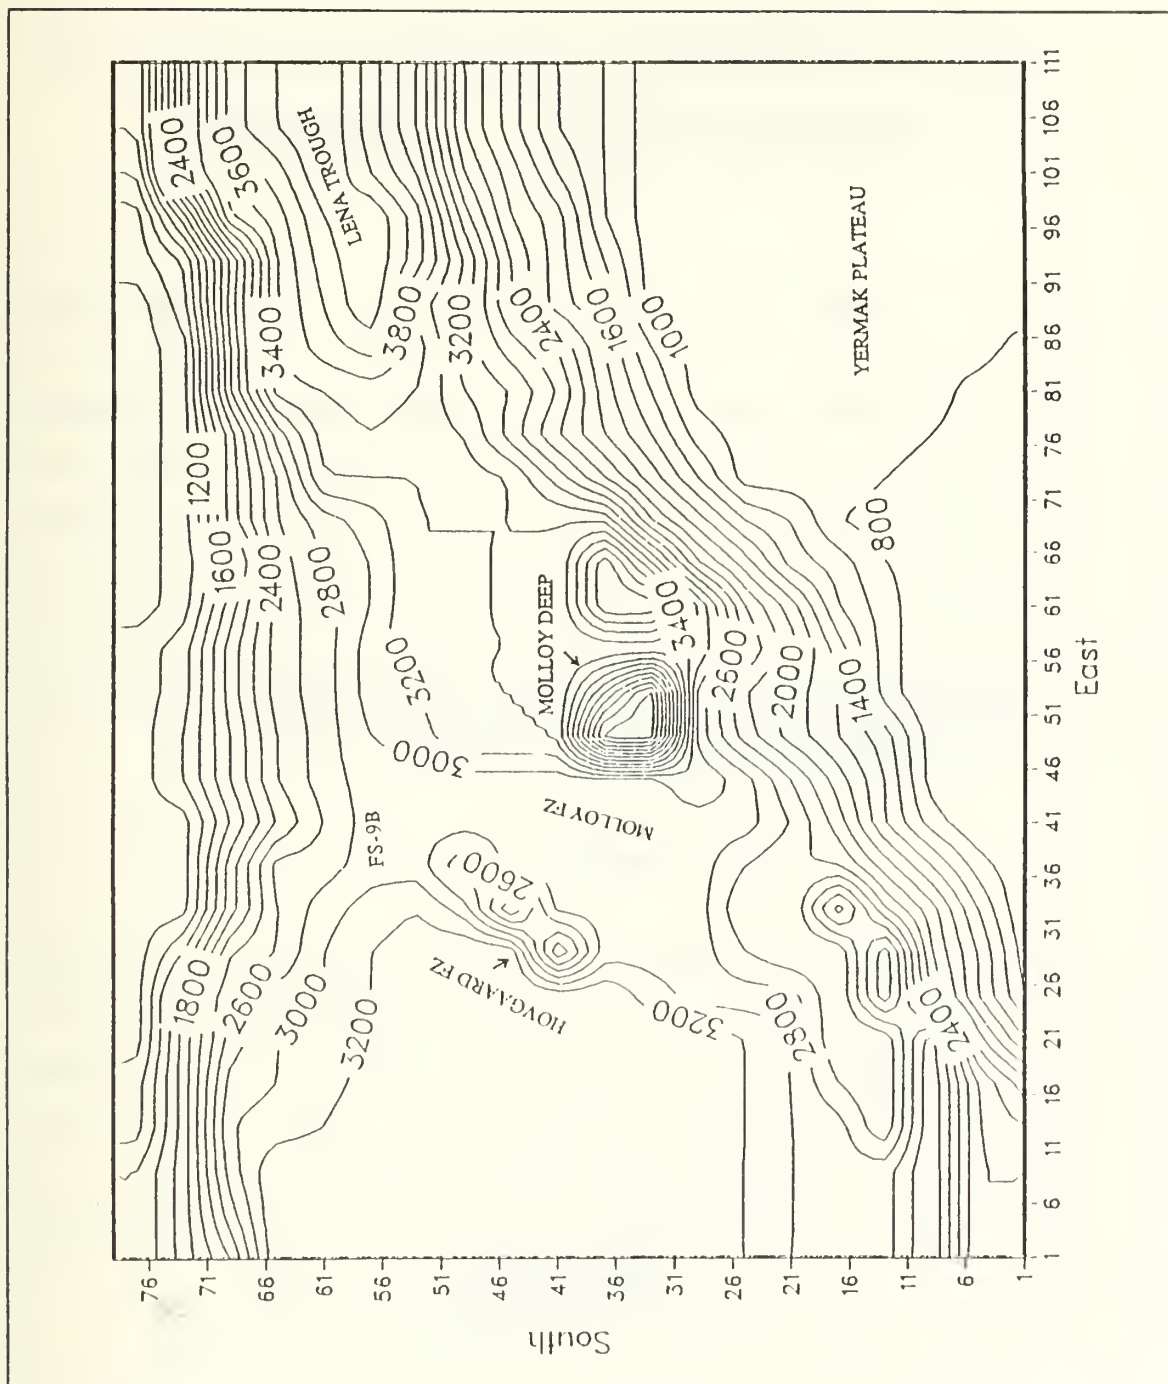 2400
3600
LENA TROUGH
3400
3800
3200
2400
1600
1000
YERMAK PLATEAU
1200
1600
2400
2800
800
3200
MOLLOY DEEP
3400
2600
2000
1400
3000
FS-9B
MOLLOY FZ
2600
HOVGAARD FZ
1800
2600
3000
3200
3200
2800
2400
76 71 66 61 56 51 46 41 36 31 26 21 16 11 6 1
South
1 6 11 16 21 26 31 36 41 46 51 56 61 66 71 76 81 86 91 96 101 106 111
East